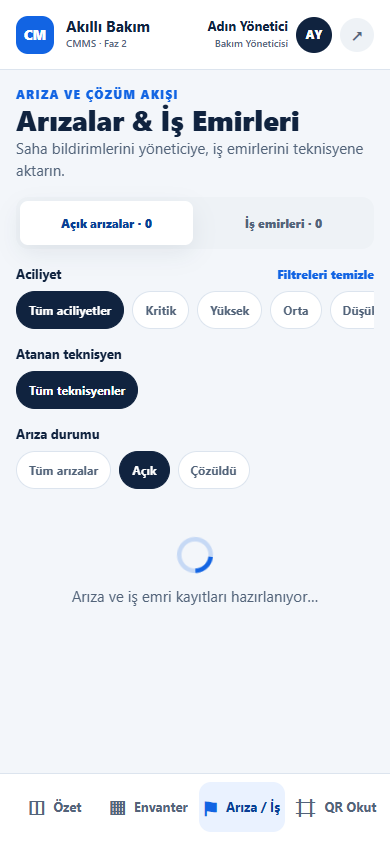 CM
Akıllı Bakım
CMMS · Faz 2
Adın Yönetici
Bakım Yöneticisi
AY
ARIZA VE ÇÖZÜM AKIŞI
Arızalar & İş Emirleri
Saha bildirimlerini yöneticiye, iş emirlerini teknisyene
aktarın.
Açık arızalar · 0
İş emirleri · 0
Aciliyet
Filtreleri temizle
Tüm aciliyetler
Kritik
Yüksek
Orta
Atanan teknisyen
Tüm teknisyenler
Arıza durumu
Tüm arızalar
Açık
Çözüldü
Arıza ve iş emri kayıtları hazırlanıyor...
Özet
Envanter
Arıza / İş
QR Okut